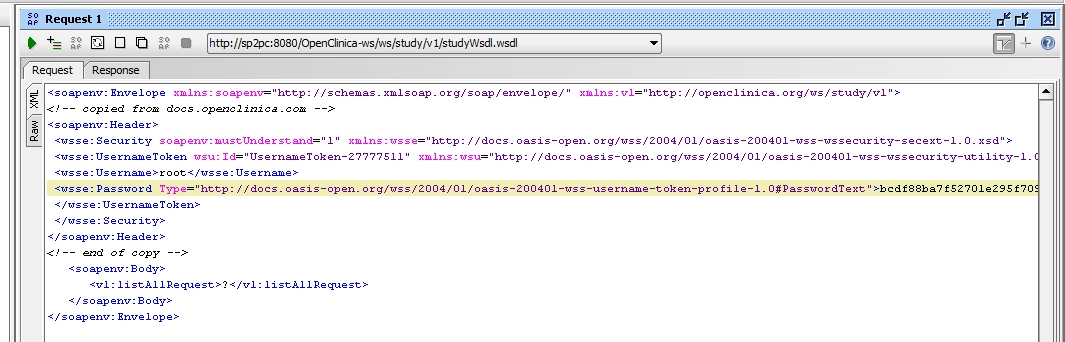 SO AP Request 1
SO AP SO AP http://sp2pc:8080/OpenClinica-ws/ws/study/v1/studyWsdl.wsdl
Request Response
XML
Raw
<soapenv:Envelope xmlns:soapenv="http://schemas.xmlsoap.org/soap/envelope/" xmlns:v1="http://openclinica.org/ws/study/v1">
<!-- copied from docs.openclinica.com -->
<soapenv:Header>
<wsse:Security soapenv:mustUnderstand="1" xmlns:wsse="http://docs.oasis-open.org/wss/2004/01/oasis-200401-wss-wssecurity-secext-1.0.xsd">
<wsse:UsernameToken wsu:Id="UsernameToken-27777511" xmlns:wsu="http://docs.oasis-open.org/wss/2004/01/oasis-200401-wss-wssecurity-utility-1.0
<wsse:Username>root</wsse:Username>
<wsse:Password Type="http://docs.oasis-open.org/wss/2004/01/oasis-200401-wss-username-token-profile-1.0#PasswordText">bcdf88ba7f52701e295f709
</wsse:UsernameToken>
</wsse:Security>
</soapenv:Header>
<!-- end of copy -->
<soapenv:Body>
<v1:listAllRequest>?</v1:listAllRequest>
</soapenv:Body>
</soapenv:Envelope>